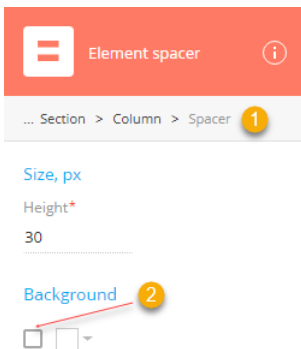 Element spacer
... Section > Column > Spacer 1
Size, px
Height*
30
Background 2